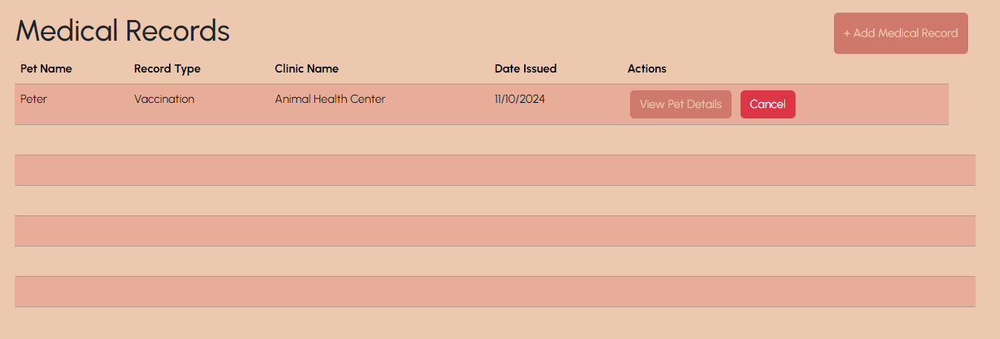 Medical Records
+ Add Medical Record
Pet Name Record Type Clinic Name Date Issued Actions
Peter Vaccination Animal Health Center 11/10/2024 View Pet Details Cancel